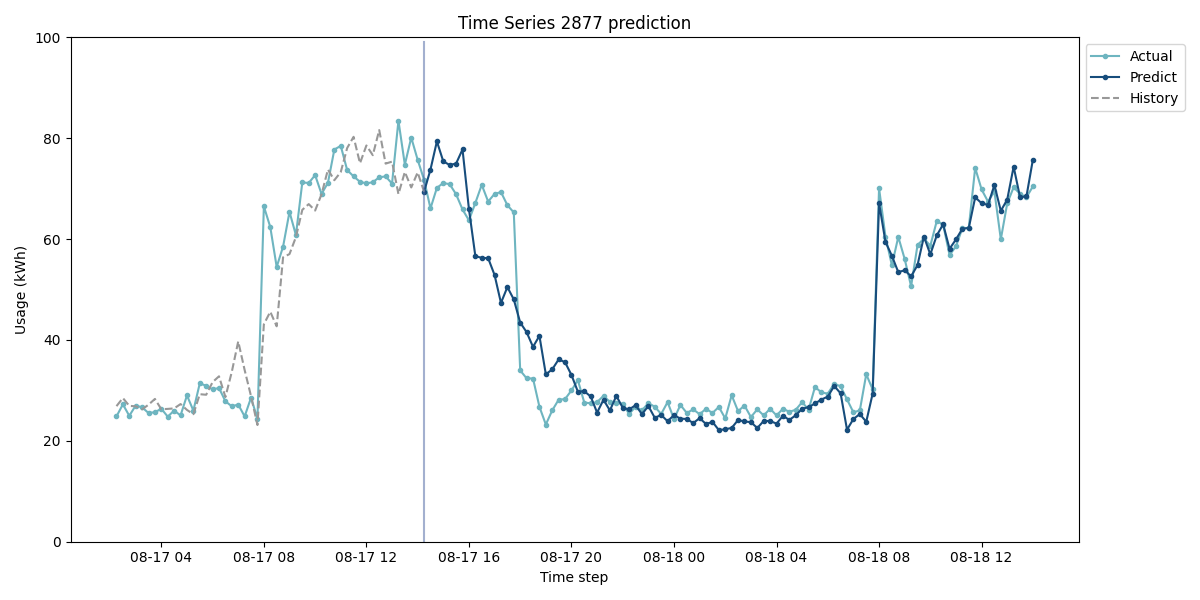 Time Series 2877 prediction
100
80
60
40
20
0
Usage (kWh)
08-17 04
08-17 08
08-17 12
08-17 16
08-17 20
08-18 00
08-18 04
08-18 08
08-18 12
Time step
Actual
Predict
History